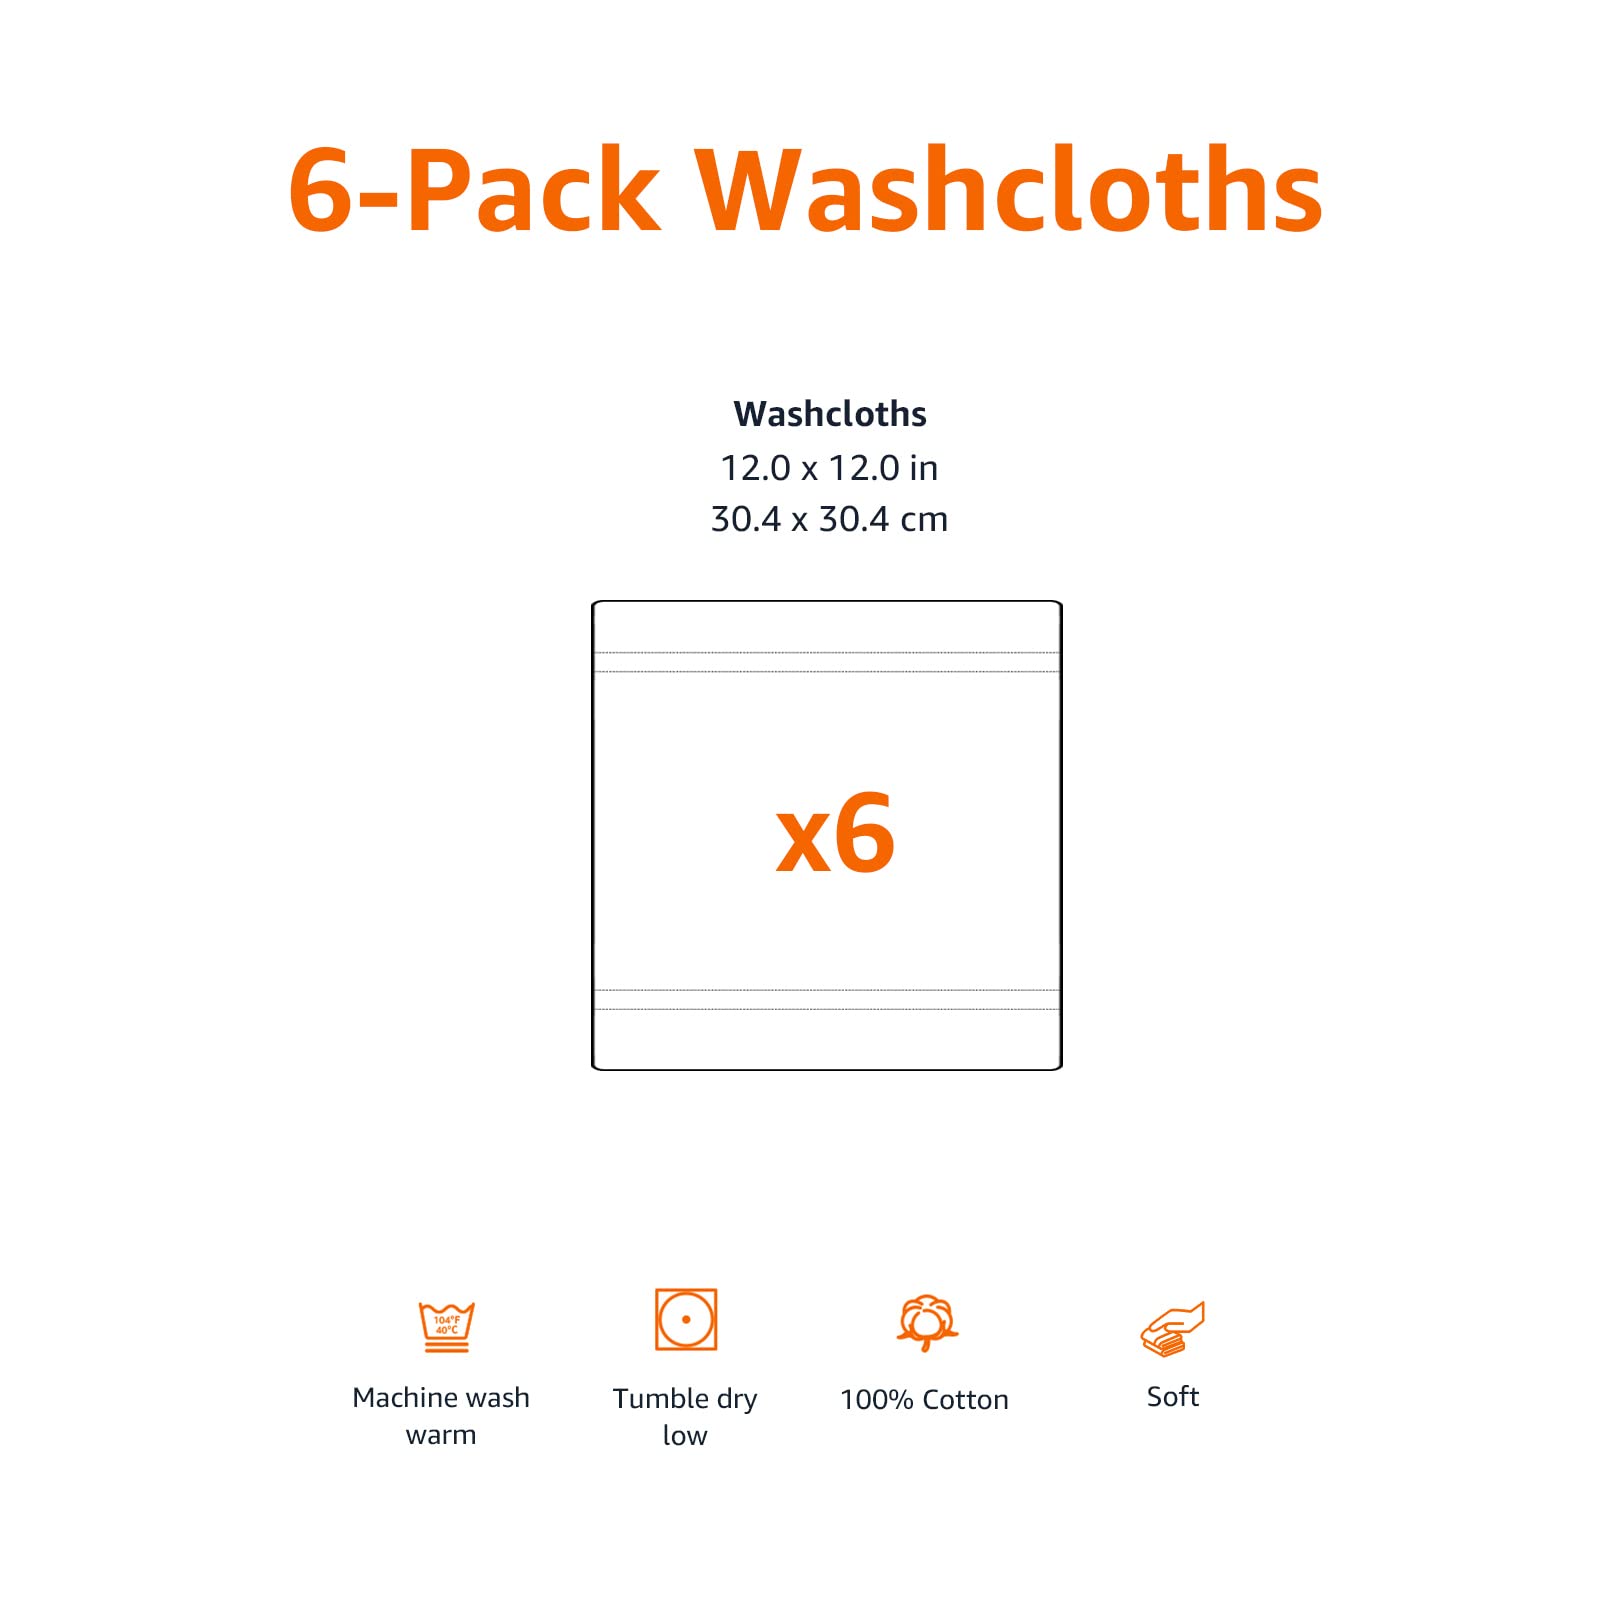 6-Pack Washcloths
Washcloths
12.0 x 12.0 in
30.4 x 30.4 cm
x6
104°F
40°C
Machine wash
warm
Tumble dry
low
100% Cotton
Soft